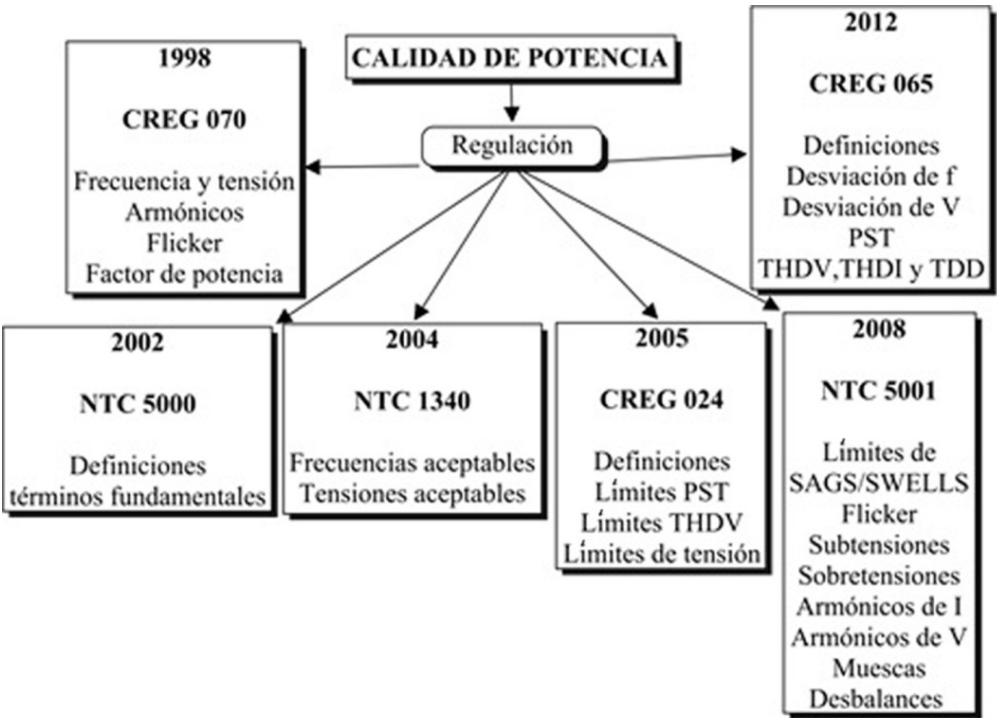 CALIDAD DE POTENCIA
Regulación
1998
CREG 070
Frecuencia y tensión
Armónicos
Flicker
Factor de potencia
2002
NTC 5000
Definiciones
términos fundamentales
2004
NTC 1340
Frecuencias aceptables
Tensiones aceptables
2005
CREG 024
Definiciones
Límites PST
Límites THDV
Límites de tensión
2008
NTC 5001
Límites de
SAGS/SWELLS
Flicker
Subtensiones
Sobretensiones
Armónicos de I
Armónicos de V
Muescas
Desbalances
2012
CREG 065
Definiciones
Desviación de f
Desviación de V
PST
THDV,THDI y TDD